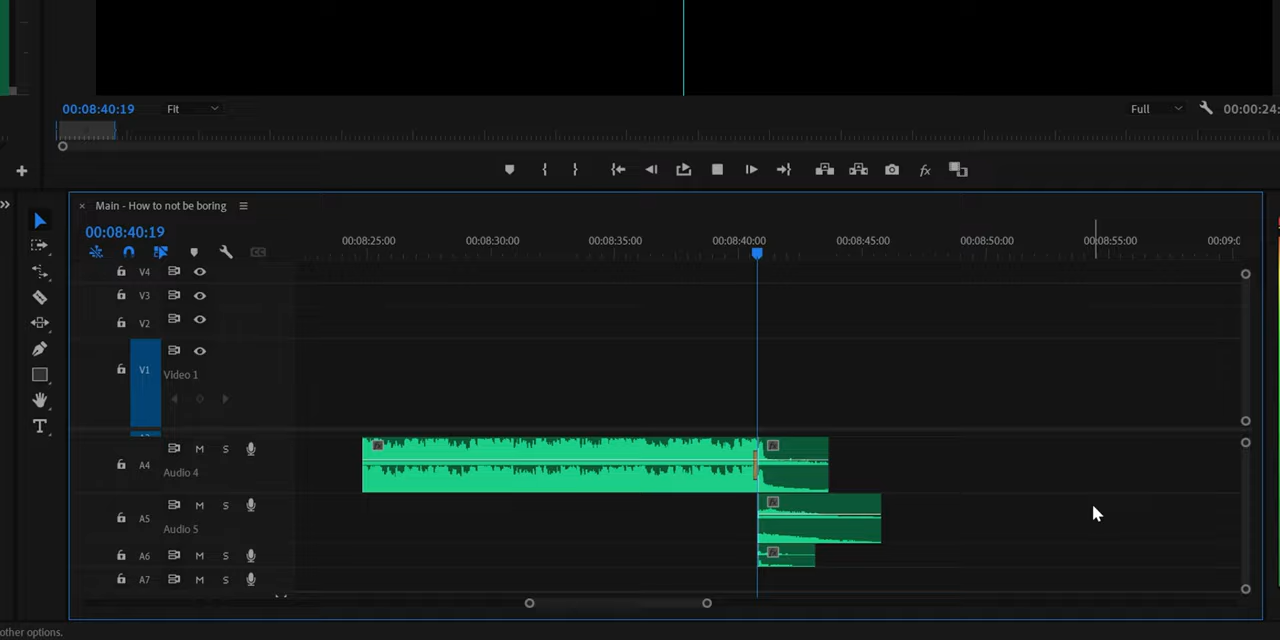 00:08:40:19 Fit Full 00:00:24:
Main - How to not be boring
00:08:40:19
00:08:25:00 00:08:30:00 00:08:35:00 00:08:40:00 00:08:45:00 00:08:50:00 00:08:55:00 00:09:0
V4
V3
V2
V1
Video 1
A4 M S
Audio 4
A5 M S
Audio 5
A6 M S
A7 M S
other options.